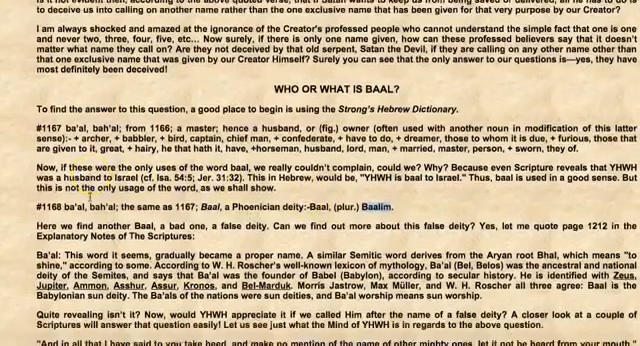 to deceive us into calling on another name rather than the one exclusive name that has been given for that very purpose by our Creator?
I am always shocked and amazed at the ignorance of the Creator's professed people who cannot understand the simple fact that one is one
and never two, three, four, five, etc... Now surely, if there is only one name given, how can these professed believers say that it doesn't
matter what name they call on? Are they not deceived by that old serpent, Satan the Devil, if they are calling on any other name other than
that one exclusive name that was given by our Creator Himself? Surely you can see that the only answer to our questions is—yes, they have
most definitely been deceived!
WHO OR WHAT IS BAAL?
To find the answer to this question, a good place to begin is using the Strong's Hebrew Dictionary.
#1167 ba'al, bah'al; from 1166; a master; hence a husband, or (fig.) owner (often used with another noun in modification of this latter
sense):- + archer, + babbler, + bird, captain, chief man, + confederate, + have to do, + dreamer, those to whom it is due, + furious, those that
are given to it, great, + hairy, he that hath it, have, +horseman, husband, lord, man, + married, master, person, + sworn, they of.
Now, if these were the only uses of the word baal, we really couldn't complain, could we? Why? Because even Scripture reveals that YHWH
was a husband to Israel (cf. Isa. 54:5; Jer. 31:32). This in Hebrew, would be, "YHWH is baal to Israel." Thus, baal is used in a good sense. But
this is not the only usage of the word, as we shall show.
#1168 ba'al, bah'al; the same as 1167; Baal, a Phoenician deity:-Baal, (plur.) Baalim.
Here we find another Baal, a bad one, a false deity. Can we find out more about this false deity? Yes, let me quote page 1212 in the
Explanatory Notes of The Scriptures:
Ba'al: This word it seems, gradually became a proper name. A similar Semitic word derives from the Aryan root Bhal, which means "to
shine," according to some. According to W. H. Roscher's well-known lexicon of mythology, Ba'al (Bel, Belos) was the ancestral and national
deity of the Semites, and says that Ba'al was the founder of Babel (Babylon), according to secular history. He is identified with Zeus,
Jupiter, Ammon, Asshur, Assur, Kronos, and Bel-Marduk. Morris Jastrow, Max Müller, and W. H. Roscher all three agree: Baal is the
Babylonian sun deity. The Ba'als of the nations were sun deities, and Ba'al worship means sun worship.
Quite revealing isn't it? Now, would YHWH appreciate it if we called Him after the name of a false deity? A closer look at a couple of
Scriptures will answer that question easily! Let us see just what the Mind of YHWH is in regards to the above question.
"And in all that I have said to you take heed, and make no mention of the name of other mighty ones, let it not be heard from your mouth."